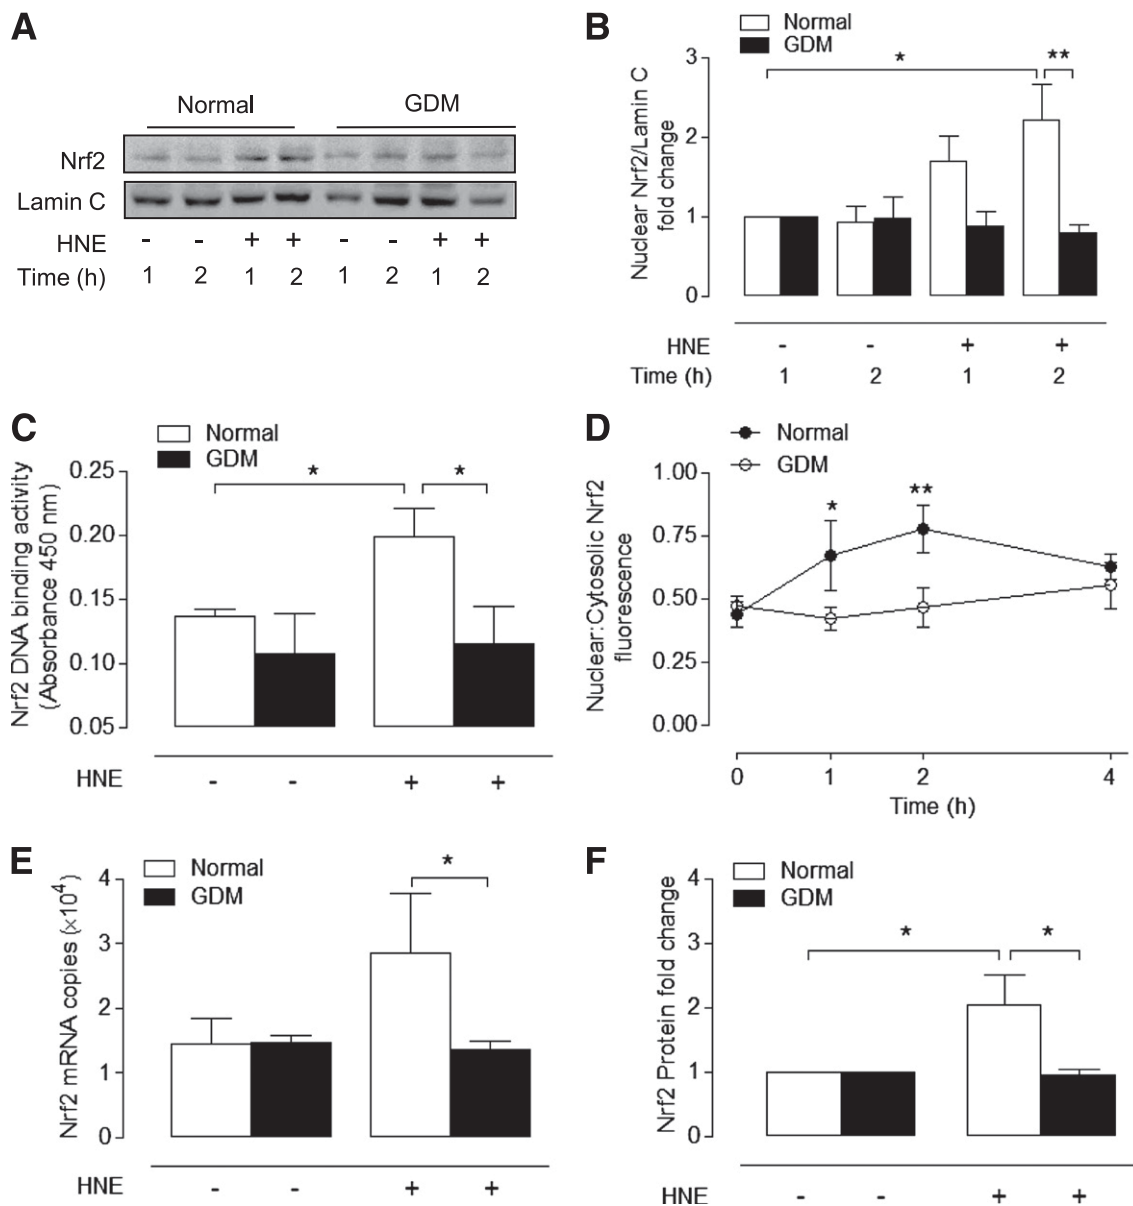 A
Normal GDM
Nrf2
Lamin C
HNE - - + + - - + +
Time (h) 1 2 1 2 1 2 1 2
B
Normal
GDM
Nuclear Nrf2/Lamin C
fold change
3
2
1
0
* **
HNE - - + +
Time (h) 1 2 1 2
C
Normal
GDM
Nrf2 DNA binding activity
(Absorbance 450 nm)
0.25
0.20
0.15
0.10
0.05
* *
HNE - - + +
D
Normal
GDM
Nuclear:Cytosolic Nrf2
fluorescence
1.00
0.75
0.50
0.25
0.00
* **
0 1 2 4
Time (h)
E
Normal
GDM
Nrf2 mRNA copies (×10⁴)
4
3
2
1
0
*
HNE - - + +
F
Normal
GDM
Nrf2 Protein fold change
4
3
2
1
0
* *
HNE - - + +